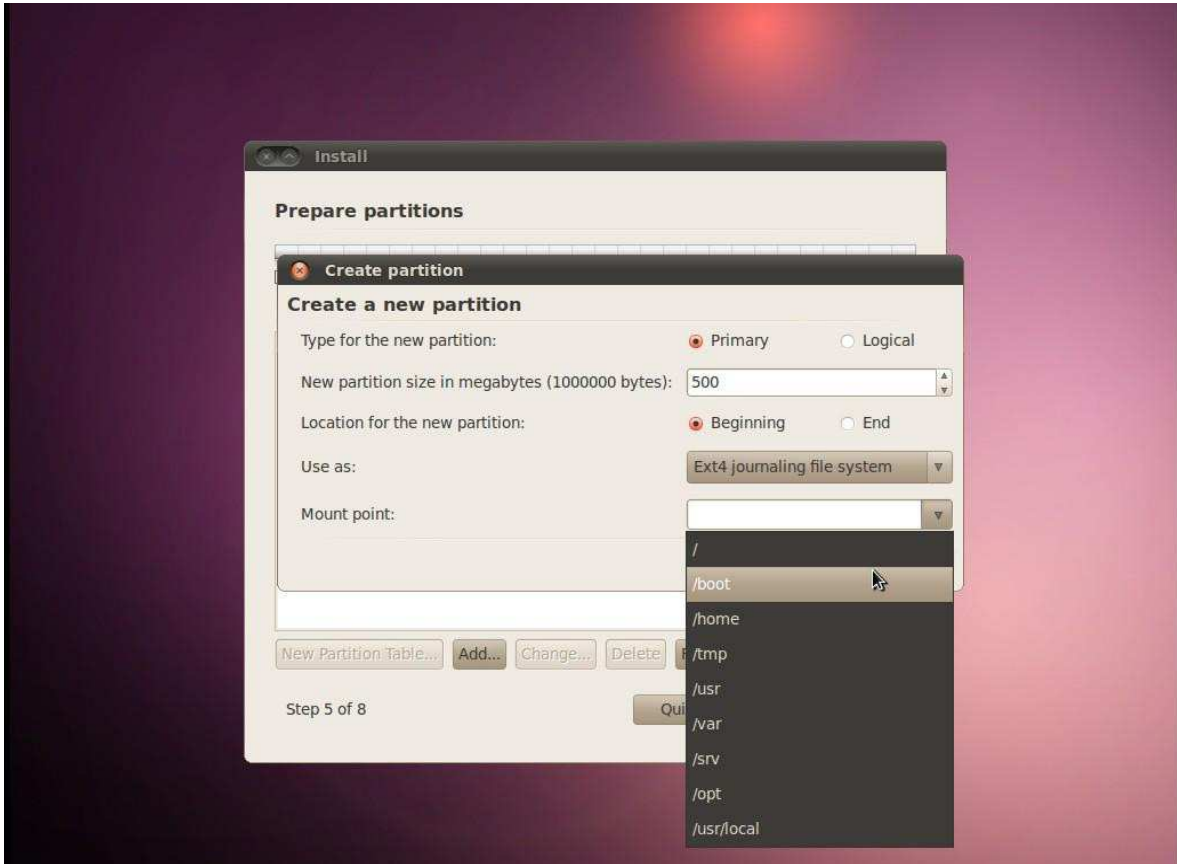 Install
Prepare partitions
Create partition
Create a new partition
Type for the new partition: Primary Logical
New partition size in megabytes (1000000 bytes): 500
Location for the new partition: Beginning End
Use as: Ext4 journaling file system
Mount point:
/
/boot
/home
/tmp
/usr
/var
/srv
/opt
/usr/local
New Partition Table... Add... Change... Delete
Step 5 of 8